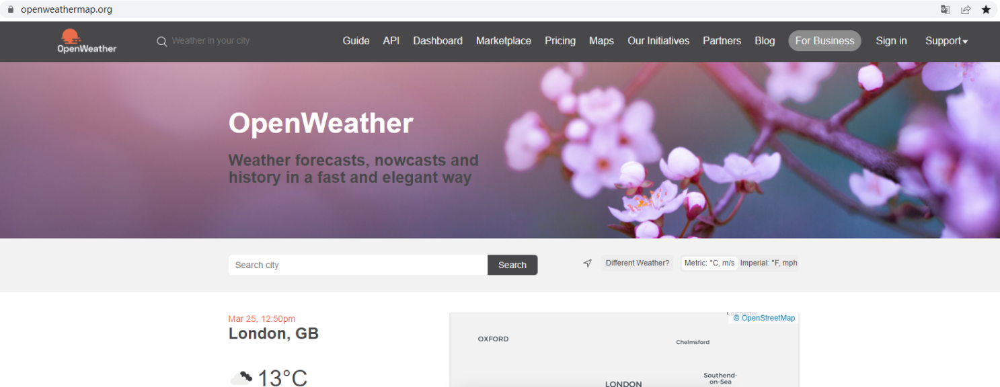 openweathermap.org
OpenWeather
Weather in your city
Guide API Dashboard Marketplace Pricing Maps Our Initiatives Partners Blog For Business Sign in Support
OpenWeather
Weather forecasts, nowcasts and
history in a fast and elegant way
Search city
Search
Different Weather?
Metric: °C, m/s Imperial: °F, mph
Mar 25, 12:50pm
London, GB
13°C
© OpenStreetMap
OXFORD
Chelmsford
Southend-
on-Sea
LONDON